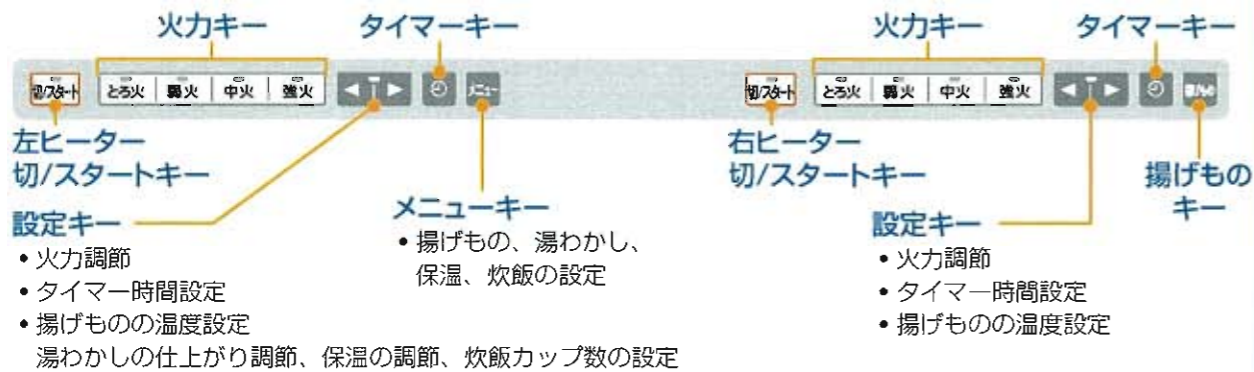 火力キー
タイマーキー
火力キー
タイマーキー
切/スタート
とろ火
弱火
中火
強火
メニュー
切/スタート
とろ火
弱火
中火
強火
揚げもの
左ヒーター
切/スタートキー
設定キー
• 火力調節
• タイマー時間設定
• 揚げものの温度設定
湯わかしの仕上がり調節、保温の調節、炊飯カップ数の設定
メニューキー
• 揚げもの、湯わかし、
保温、炊飯の設定
右ヒーター
切/スタートキー
設定キー
• 火力調節
• タイマー時間設定
• 揚げものの温度設定
揚げもの
キー